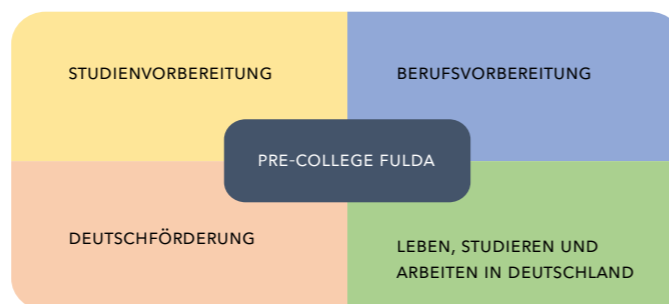 STUDIENVORBEREITUNG
BERUFSVORBEREITUNG
PRE-COLLEGE FULDA
DEUTSCHFÖRDERUNG
LEBEN, STUDIEREN UND
ARBEITEN IN DEUTSCHLAND